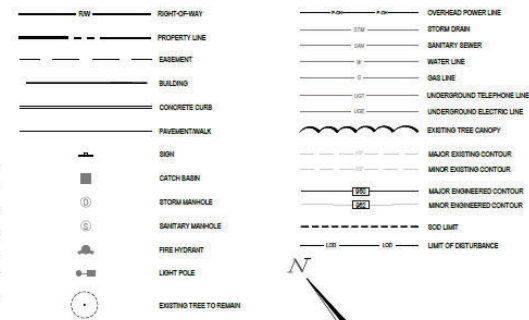 R/W RIGHT-OF-WAY
PROPERTY LINE
EASEMENT
BUILDING
CONCRETE CURB
PAVEMENT/WALK
SIGN
CATCH BASIN
D STORM MANHOLE
S SANITARY MANHOLE
FIRE HYDRANT
LIGHT POLE
EXISTING TREE TO REMAIN
OVERHEAD POWER LINE
STM STORM DRAIN
SAN SANITARY SEWER
W WATER LINE
G GAS LINE
UGT UNDERGROUND TELEPHONE LINE
UGE UNDERGROUND ELECTRIC LINE
EXISTING TREE CANOPY
MAJOR EXISTING CONTOUR
MINOR EXISTING CONTOUR
950 MAJOR ENGINEERED CONTOUR
952 MINOR ENGINEERED CONTOUR
SOD LIMIT
LOD LOD LIMIT OF DISTURBANCE
N